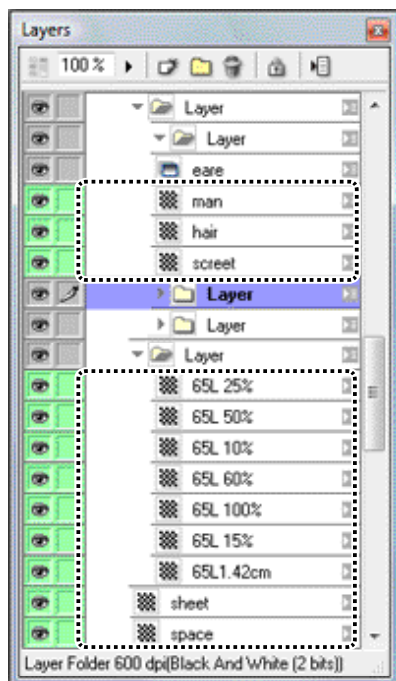 Layers
100 %
Layer
Layer
eare
man
hair
screet
Layer
Layer
Layer
65L 25%
65L 50%
65L 10%
65L 60%
65L 100%
65L 15%
65L1.42cm
sheet
space
Layer Folder 600 dpi(Black And White (2 bits))